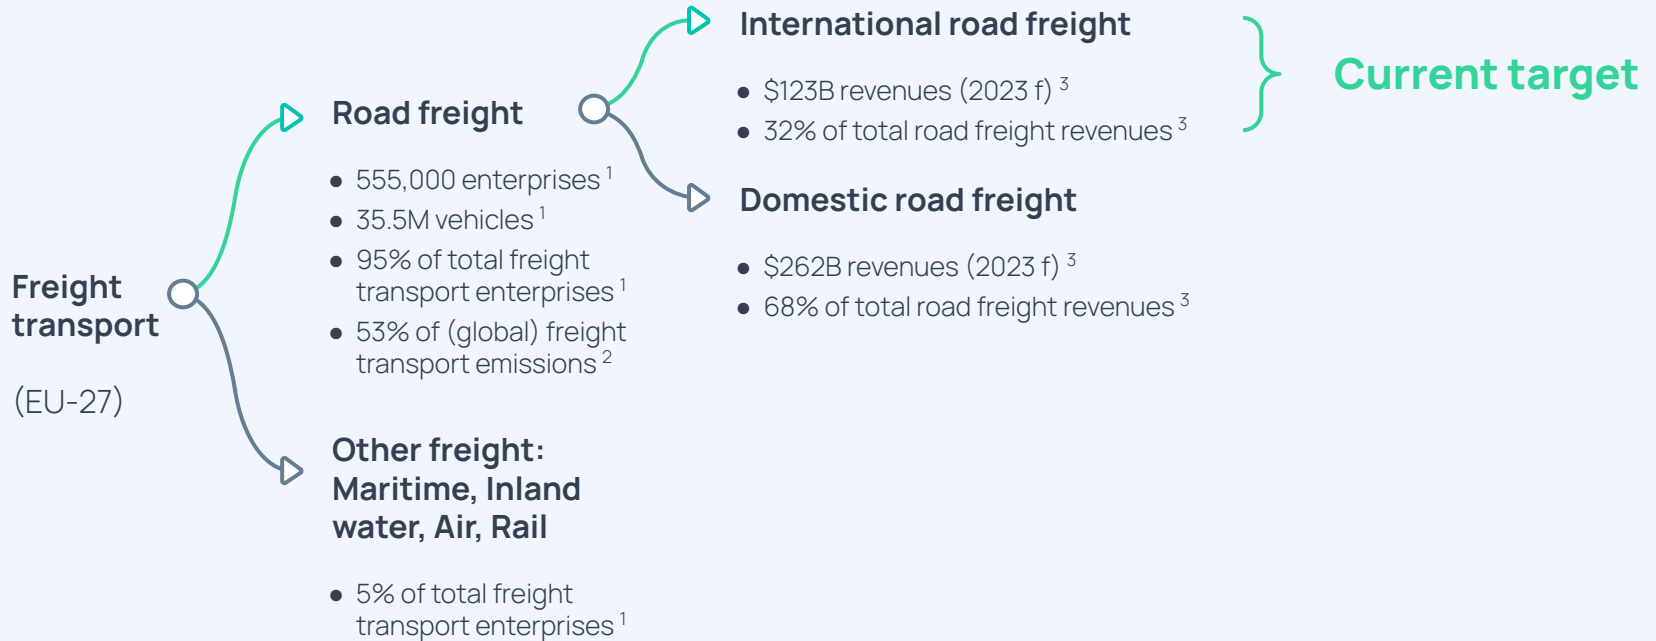 Freight
transport
(EU-27)
Road freight
● 555,000 enterprises ¹
● 35.5M vehicles ¹
● 95% of total freight
transport enterprises ¹
● 53% of (global) freight
transport emissions ²
Other freight:
Maritime, Inland
water, Air, Rail
● 5% of total freight
transport enterprises ¹
International road freight
● $123B revenues (2023 f) ³
● 32% of total road freight revenues ³
Domestic road freight
● $262B revenues (2023 f) ³
● 68% of total road freight revenues ³
Current target